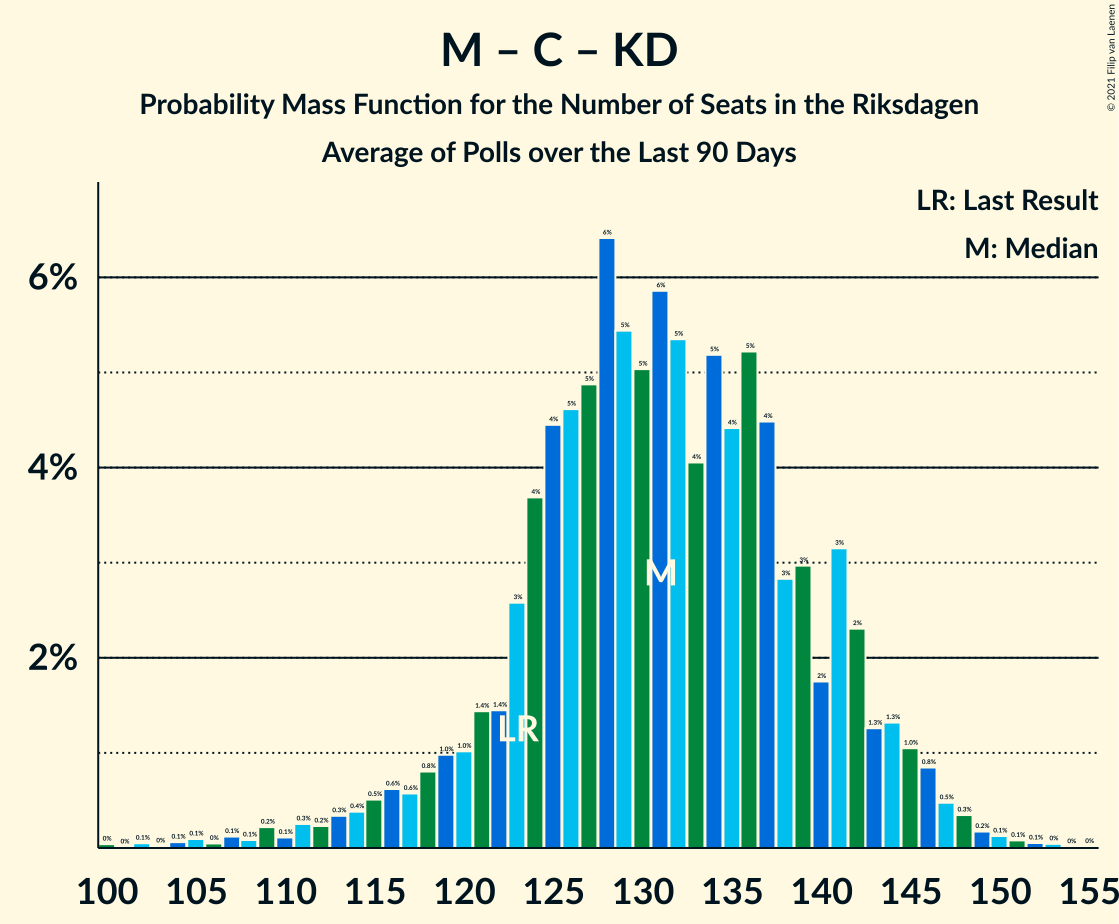 M – C – KD
Probability Mass Function for the Number of Seats in the Riksdagen
Average of Polls over the Last 90 Days
© 2021 Filip van Laenen
LR: Last Result
M: Median
6%
4%
2%
0% 0% 0.1% 0% 0.1% 0.1% 0% 0.1% 0.1% 0.2% 0.1% 0.3% 0.2% 0.3% 0.4% 0.5% 0.6% 0.6% 0.8% 1.0% 1.0% 1.4% 1.4% 3% 4% 4% 5% 5% 6% 5% 5% 6% 5% 4% 5% 4% 5% 4% 3% 3% 2% 3% 2% 1.3% 1.3% 1.0% 0.8% 0.5% 0.3% 0.2% 0.1% 0.1% 0.1% 0% 0% 0%
M
LR
100 105 110 115 120 125 130 135 140 145 150 155